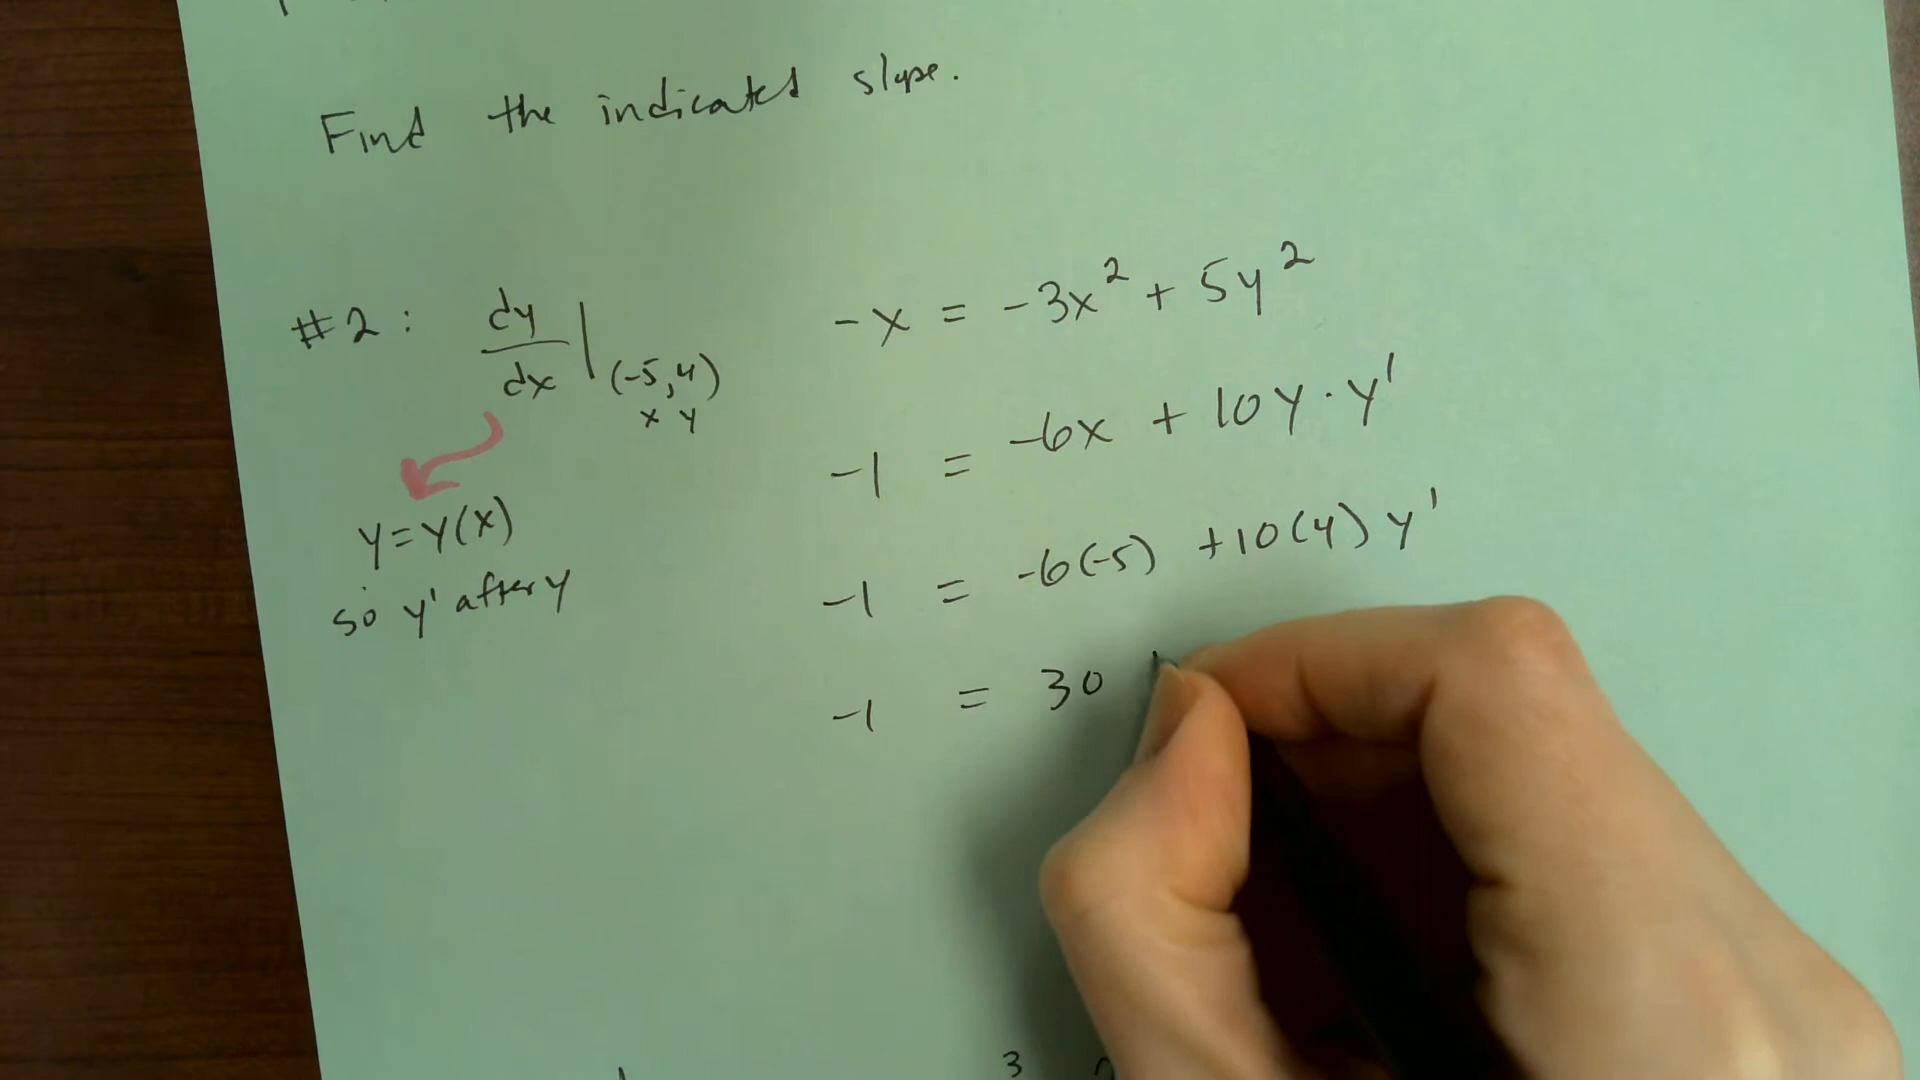 Find the indicated slope.
#2: dy/dx | (-5,4)
x y
-x = -3x² + 5y²
-1 = -6x + 10y · y'
y = y(x)
so y' after y
-1 = -6(-5) +10(4) y'
-1 = 30
3